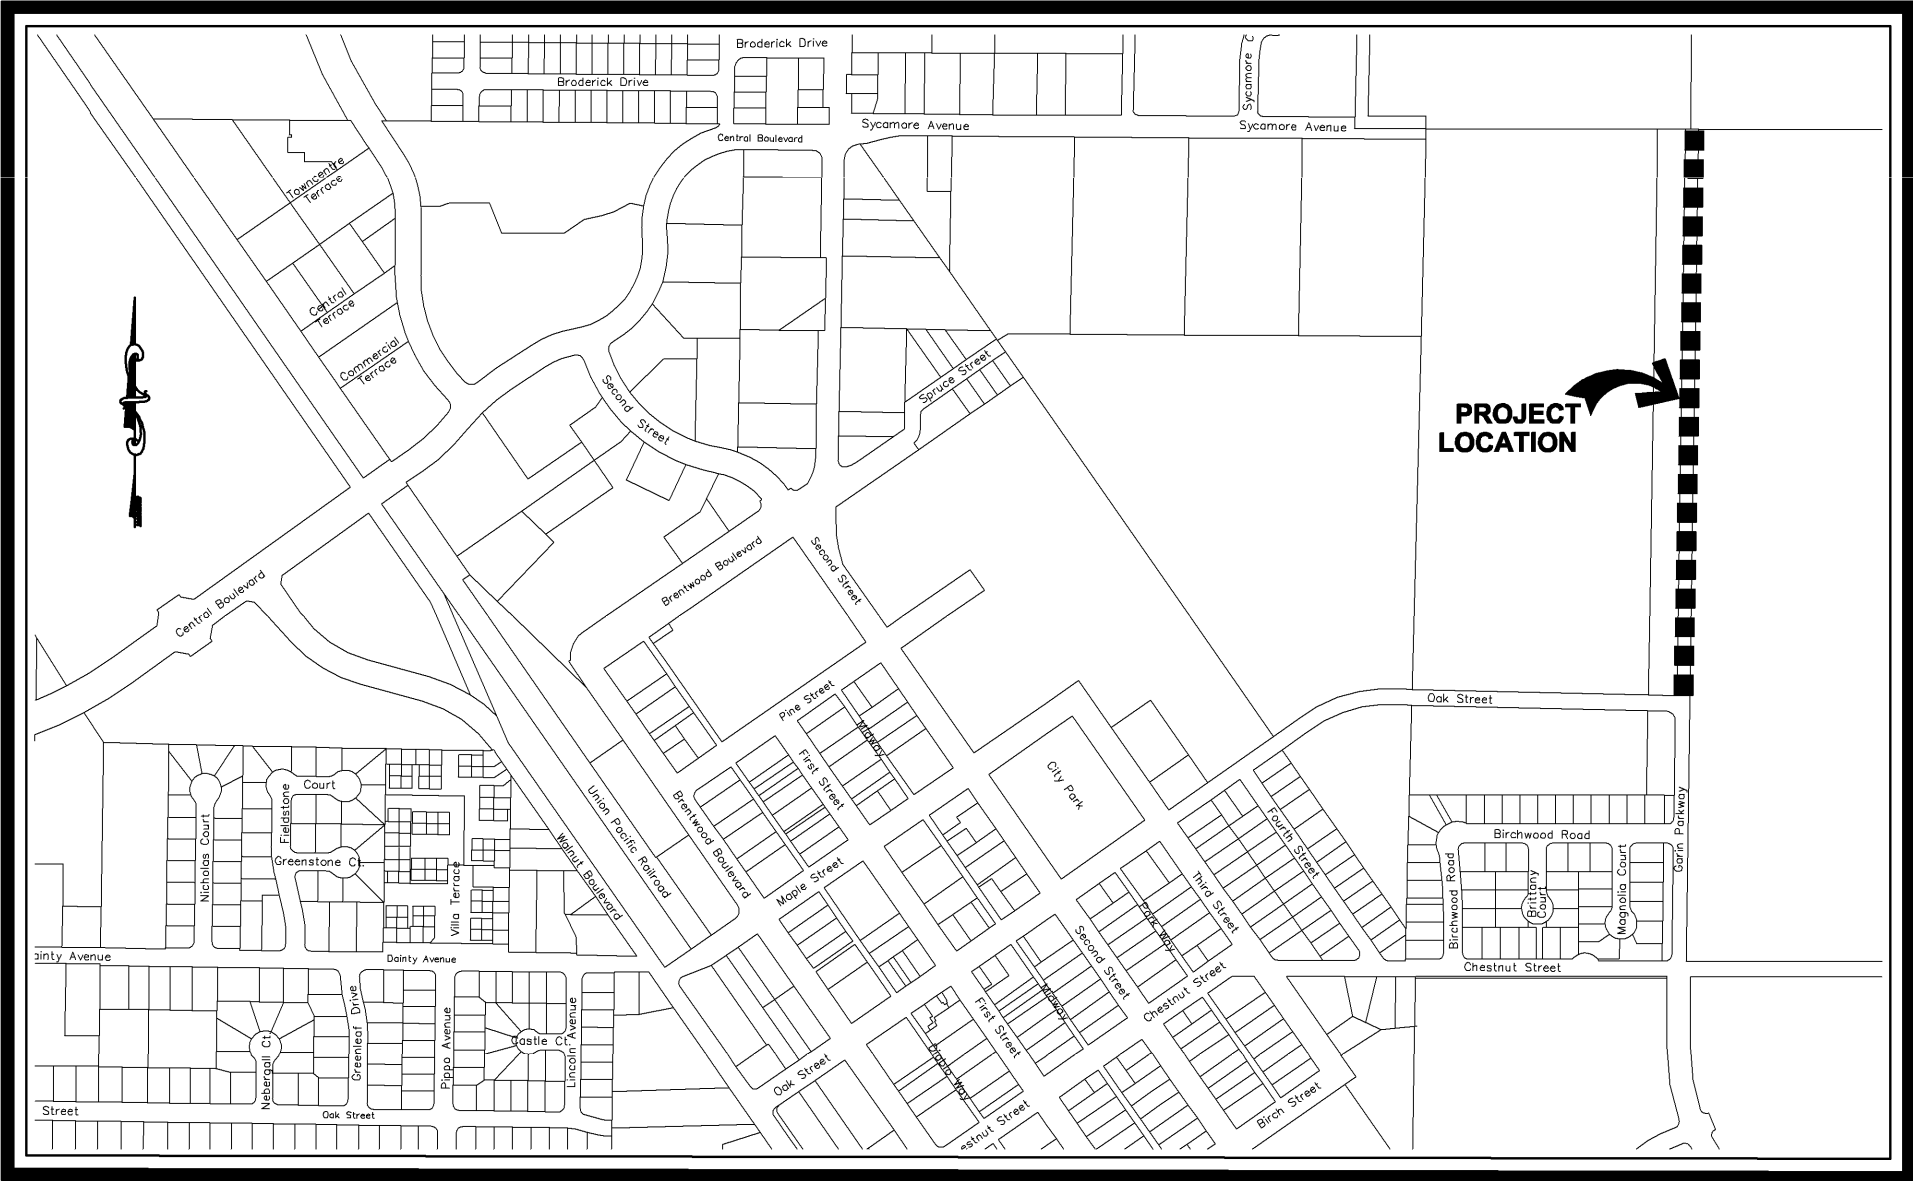 Broderick Drive
Broderick Drive
Sycamore C
Sycamore Avenue
Sycamore Avenue
Central Boulevard
Towncentre
Terrace
Central
Terrace
Commercial
Terrace
Spruce Street
Second Street
PROJECT
LOCATION
Brentwood Boulevard
Second Street
Central Boulevard
Pine Street
Midway
Oak Street
First Street
City Park
Court
Fieldstone
Nicholas Court
Greenstone Ct.
Villa Terrace
Walnut Boulevard
Union Pacific Railroad
Brentwood Boulevard
Maple Street
Fourth Street
Third Street
Park Way
Second Street
Chestnut Street
Garin Parkway
Birchwood Road
Birchwood Road
Brittany
Court
Magnolia Court
Chestnut Street
ainty Avenue
Dainty Avenue
Greenleaf Drive
Nebergall Ct.
Pippo Avenue
Castle Ct.
Lincoln Avenue
First Street
Midway
Diablo Way
Oak Street
Birch Street
Street
Oak Street
estnut Street